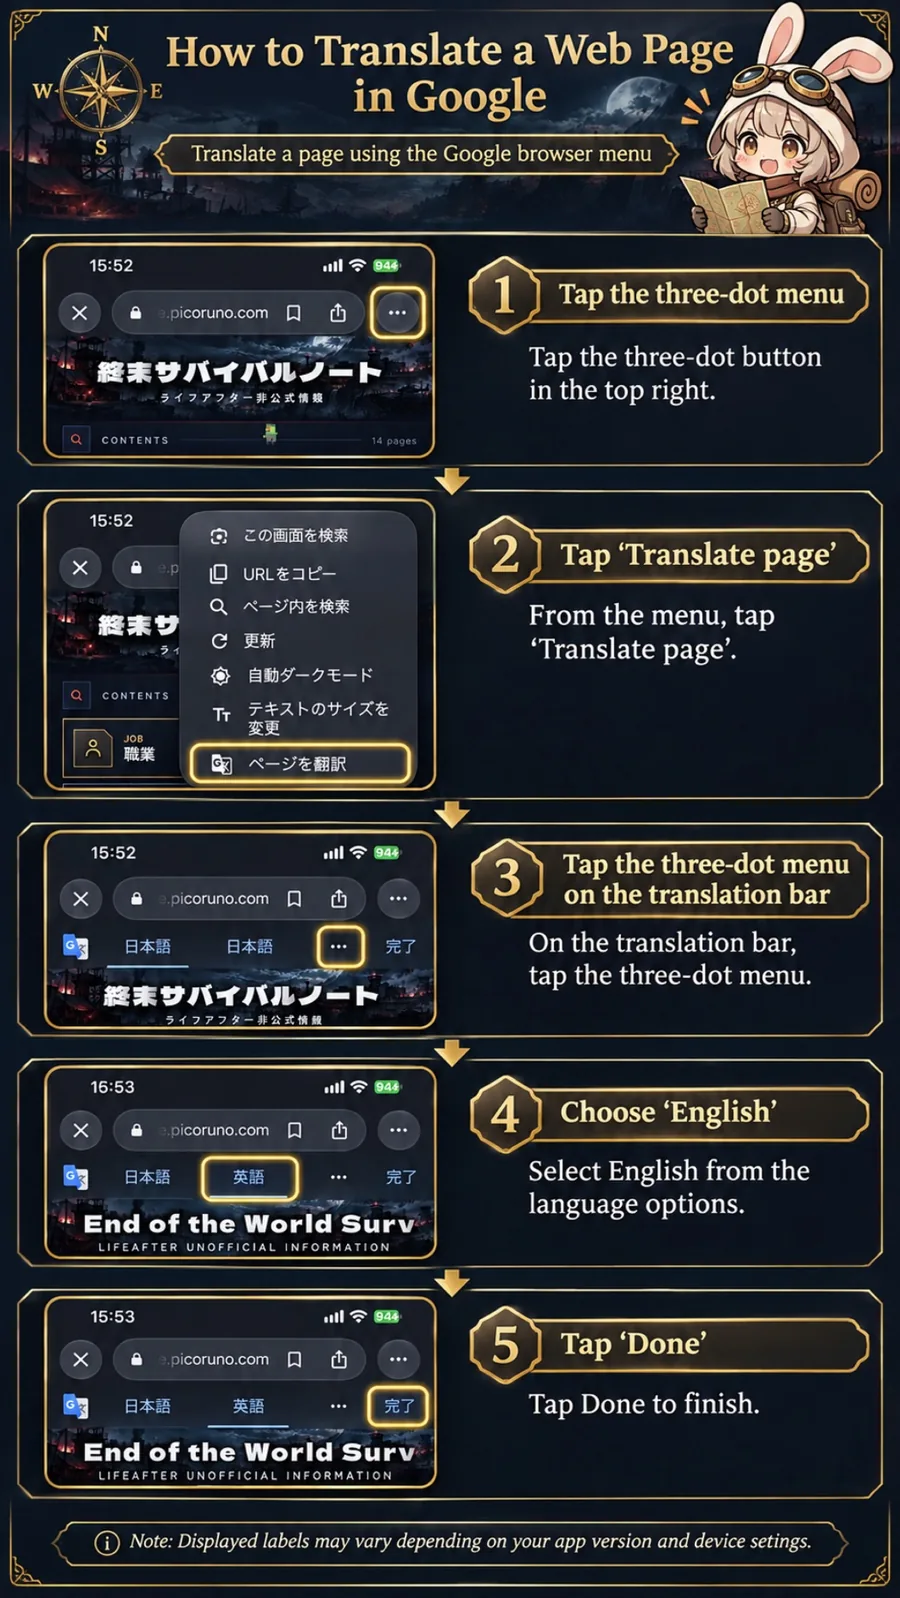 N
W
E
S
How to Translate a Web Page
in Google
Translate a page using the Google browser menu
15:52
944
e.picoruno.com
終末サバイバルノート
ライフアフター非公式情報
CONTENTS
14 pages
1
Tap the three-dot menu
Tap the three-dot button
in the top right.
15:52
e.p
終末サ
ライ
CONTENTS
JOB
職業
この画面を検索
URLをコピー
ページ内を検索
更新
自動ダークモード
テキストのサイズを
変更
ページを翻訳
2
Tap ‘Translate page’
From the menu, tap
‘Translate page’.
15:52
944
e.picoruno.com
日本語
日本語
完了
終末サバイバルノート
ライフアフター非公式情報
3
Tap the three-dot menu
on the translation bar
On the translation bar,
tap the three-dot menu.
15:53
944
e.picoruno.com
日本語
英語
完了
End of the World Surv
LIFEAFTER UNOFFICIAL INFORMATION
4
Choose ‘English’
Select English from the
language options.
15:53
944
e.picoruno.com
日本語
英語
完了
End of the World Surv
LIFEAFTER UNOFFICIAL INFORMATION
5
Tap ‘Done’
Tap Done to finish.
Note: Displayed labels may vary depending on your app version and device setings.